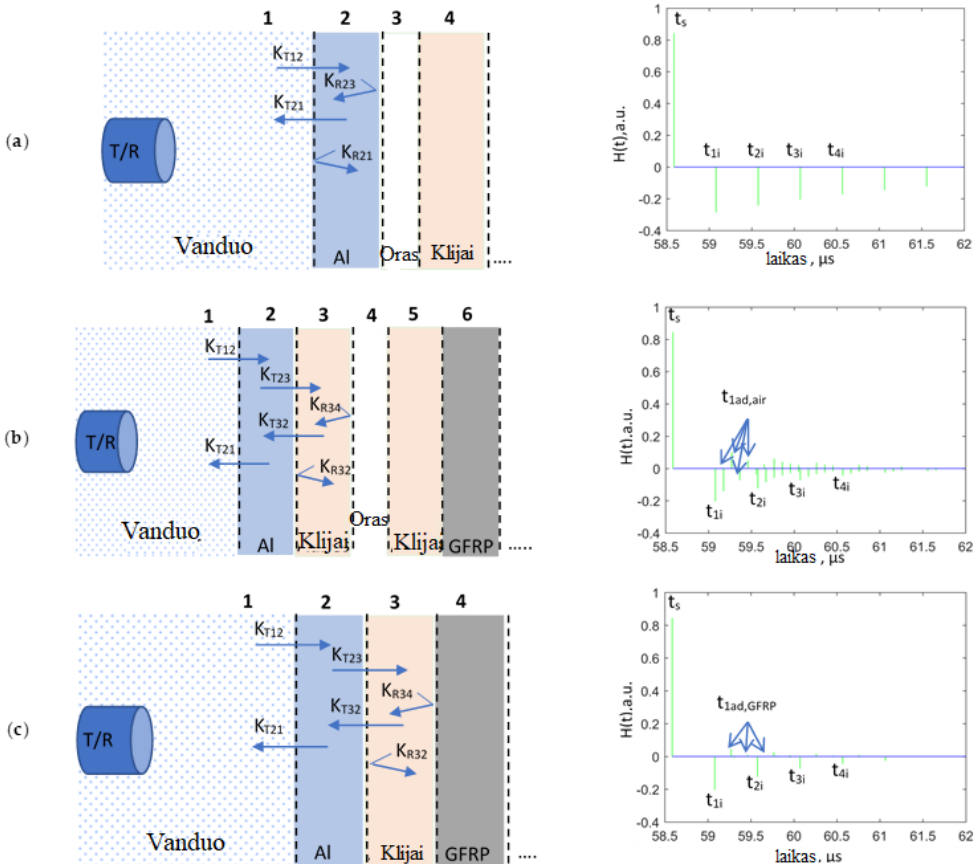 (a)
1 2 3 4
K_T12
K_R23
K_T21
K_R21
T/R
Vanduo
Al
Oras
Klijai
....
H(t),a.u.
1
0.8
0.6
0.4
0.2
0
-0.2
-0.4
t_s
t_1i t_2i t_3i t_4i
58.5 59 59.5 60 60.5 61 61.5 62
laikas , μs
(b)
1 2 3 4 5 6
K_T12
K_T23
K_R34
K_T32
K_T21
K_R32
T/R
Vanduo
Al
Klijai
Oras
Klijai
GFRP
.....
H(t).a.u.
1
0.8
0.6
0.4
0.2
0
-0.2
-0.4
t_s
t_1ad,air
t_1i t_2i t_3i t_4i
58.5 59 59.5 60 60.5 61 61.5 62
laikas , μs
(c)
1 2 3 4
K_T12
K_T23
K_R34
K_T32
K_T21
K_R32
T/R
Vanduo
Al
Klijai
GFRP
....
H(t),a.u.
1
0.8
0.6
0.4
0.2
0
-0.2
-0.4
t_s
t_1ad,GFRP
t_1i t_2i t_3i t_4i
58.5 59 59.5 60 60.5 61 61.5 62
laikas , μs